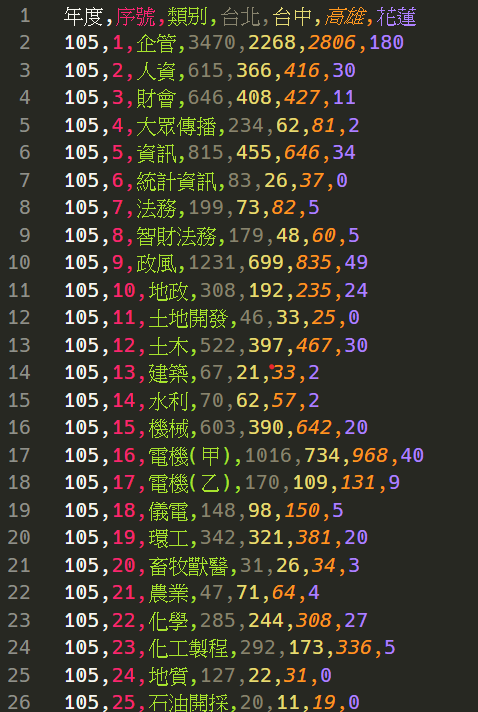 1 年度,序號,類別,台北,台中,高雄,花蓮
2 105,1,企管,3470,2268,2806,180
3 105,2,人資,615,366,416,30
4 105,3,財會,646,408,427,11
5 105,4,大眾傳播,234,62,81,2
6 105,5,資訊,815,455,646,34
7 105,6,統計資訊,83,26,37,0
8 105,7,法務,199,73,82,5
9 105,8,智財法務,179,48,60,5
10 105,9,政風,1231,699,835,49
11 105,10,地政,308,192,235,24
12 105,11,土地開發,46,33,25,0
13 105,12,土木,522,397,467,30
14 105,13,建築,67,21,33,2
15 105,14,水利,70,62,57,2
16 105,15,機械,603,390,642,20
17 105,16,電機(甲),1016,734,968,40
18 105,17,電機(乙),170,109,131,9
19 105,18,儀電,148,98,150,5
20 105,19,環工,342,321,381,20
21 105,20,畜牧獸醫,31,26,34,3
22 105,21,農業,47,71,64,4
23 105,22,化學,285,244,308,27
24 105,23,化工製程,292,173,336,5
25 105,24,地質,127,22,31,0
26 105,25,石油開採,20,11,19,0